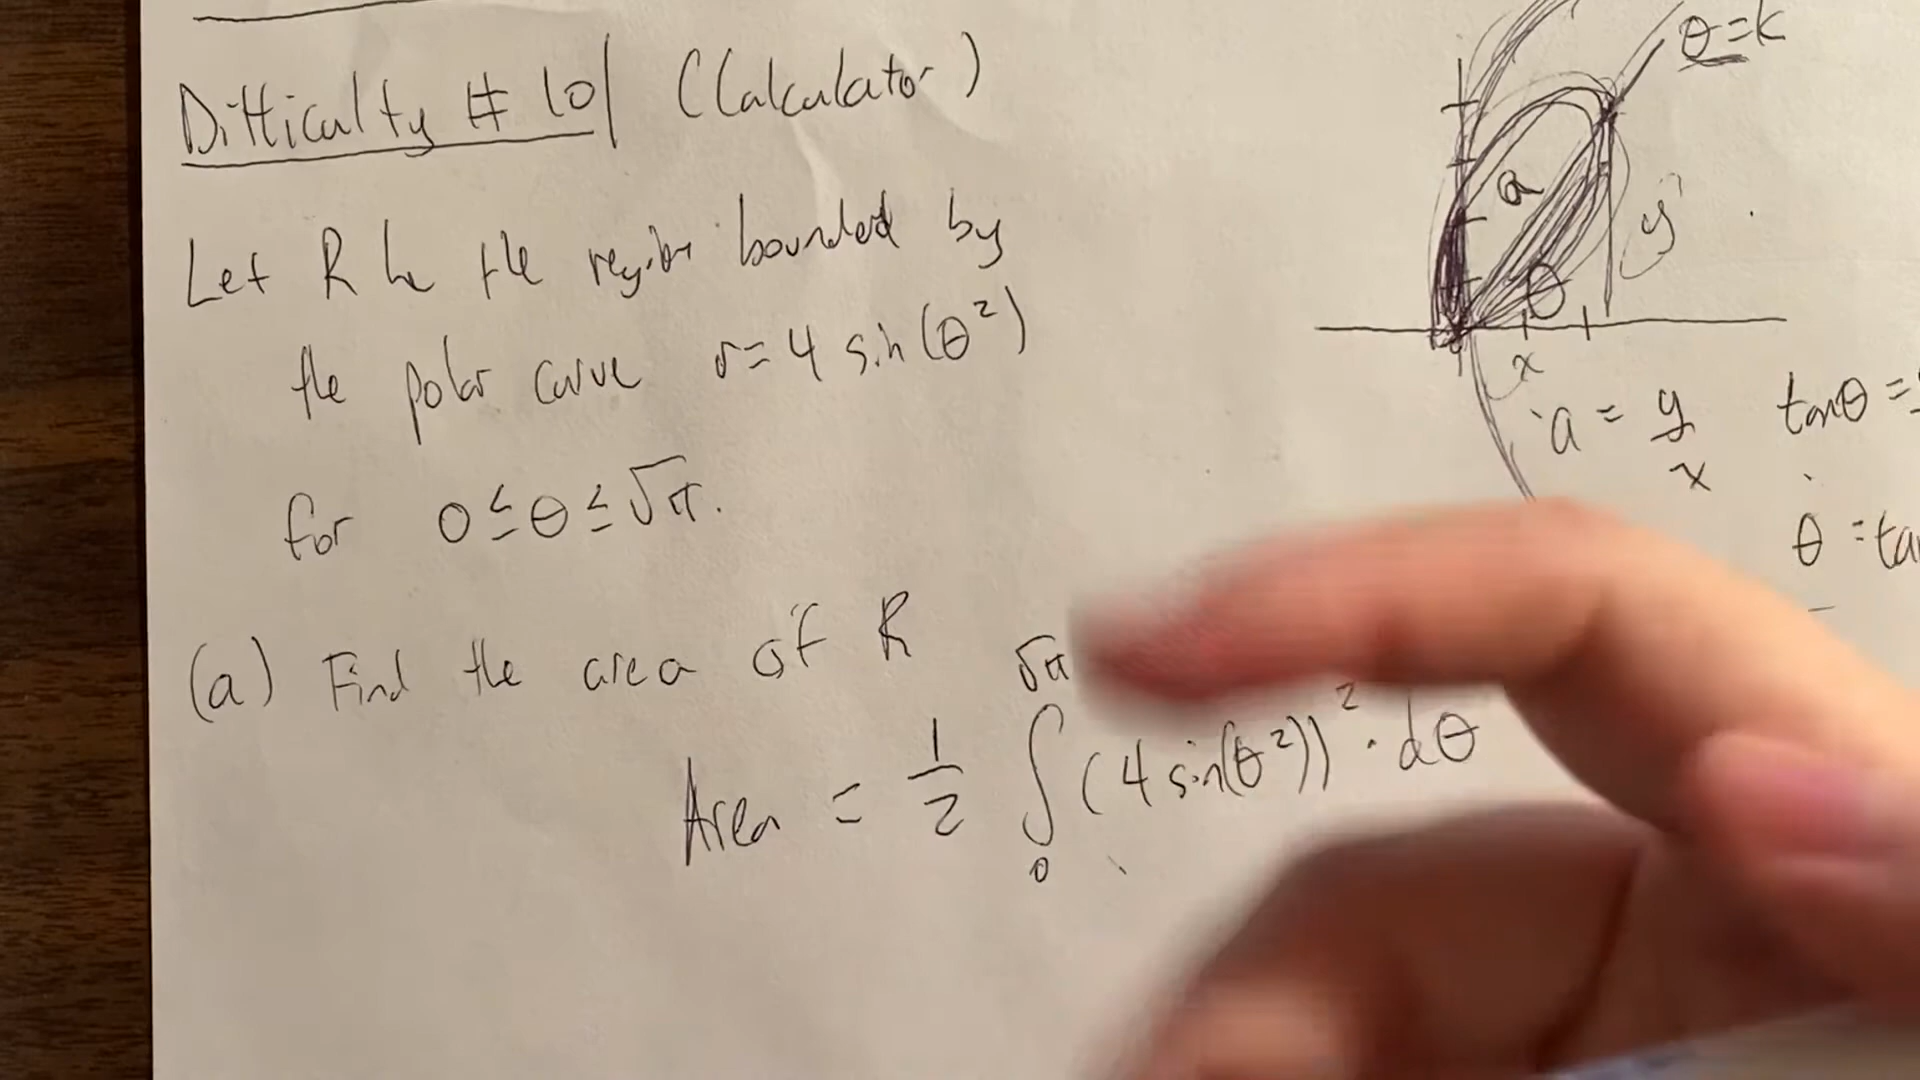 Difficulty # 10 (Calculator)
Let R be the region bounded by
the polar curve r = 4 sin(θ²)
for 0 ≤ θ ≤ √π.
(a) Find the area of R
Area = 1/2 ∫₀^√π (4 sin(θ²))² · dθ
θ = k
a
y
θ
x
a = y/x
tanθ =
θ = tan